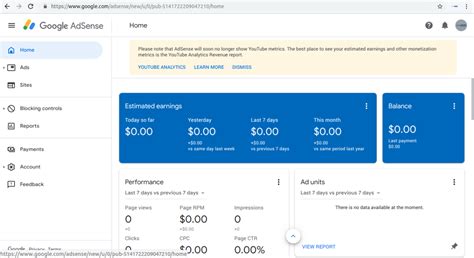 https://www.google.com/adsense/new/u/0/pub-5141722209047210/home
Google AdSense
Home
Home
Ads
Sites
Blocking controls
Reports
Payments
Account
Feedback
Please note that AdSense will soon no longer show YouTube metrics. The best place to see your estimated earnings and other monetization
metrics is the YouTube Analytics Revenue report.
YOUTUBE ANALYTICS LEARN MORE DISMISS
Estimated earnings
Today so far Yesterday Last 7 days This month
$0.00 $0.00 $0.00 $0.00
+$0.00 +$0.00 +$0.00
vs same day last week vs previous 7 days vs same period last year
Balance
$0.00
Last payment
$0.00
Performance
Last 7 days vs previous 7 days
Page views Page RPM Impressions
0 $0.00 0
+$0.00
Clicks CPC Page CTR
0 $0.00 0.00%
Ad units
Last 7 days vs previous 7 days
There is no data available at the moment.
VIEW REPORT
https://www.google.com/adsense/new/u/0/pub-5141722209047210/home